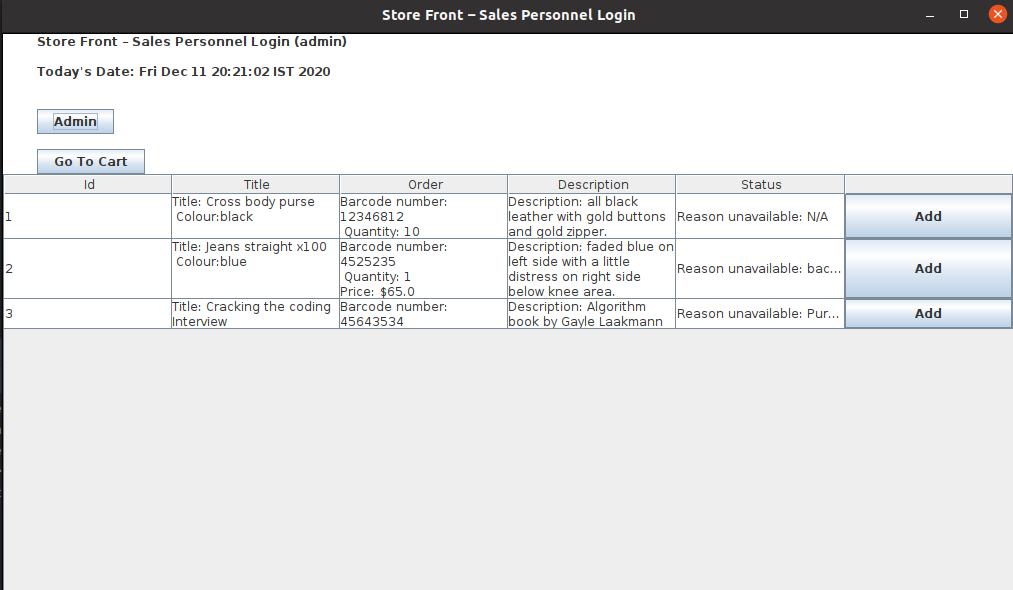 Store Front – Sales Personnel Login
Store Front – Sales Personnel Login (admin)
Today's Date: Fri Dec 11 20:21:02 IST 2020
Admin
Go To Cart
Id Title Order Description Status
1
Title: Cross body purse
Colour:black
Barcode number:
12346812
Quantity: 10
Description: all black
leather with gold buttons
and gold zipper.
Reason unavailable: N/A
Add
2
Title: Jeans straight x100
Colour:blue
Barcode number:
4525235
Quantity: 1
Price: $65.0
Description: faded blue on
left side with a little
distress on right side
below knee area.
Reason unavailable: bac...
Add
3
Title: Cracking the coding
Interview
Barcode number:
45643534
Description: Algorithm
book by Gayle Laakmann
Reason unavailable: Pur...
Add